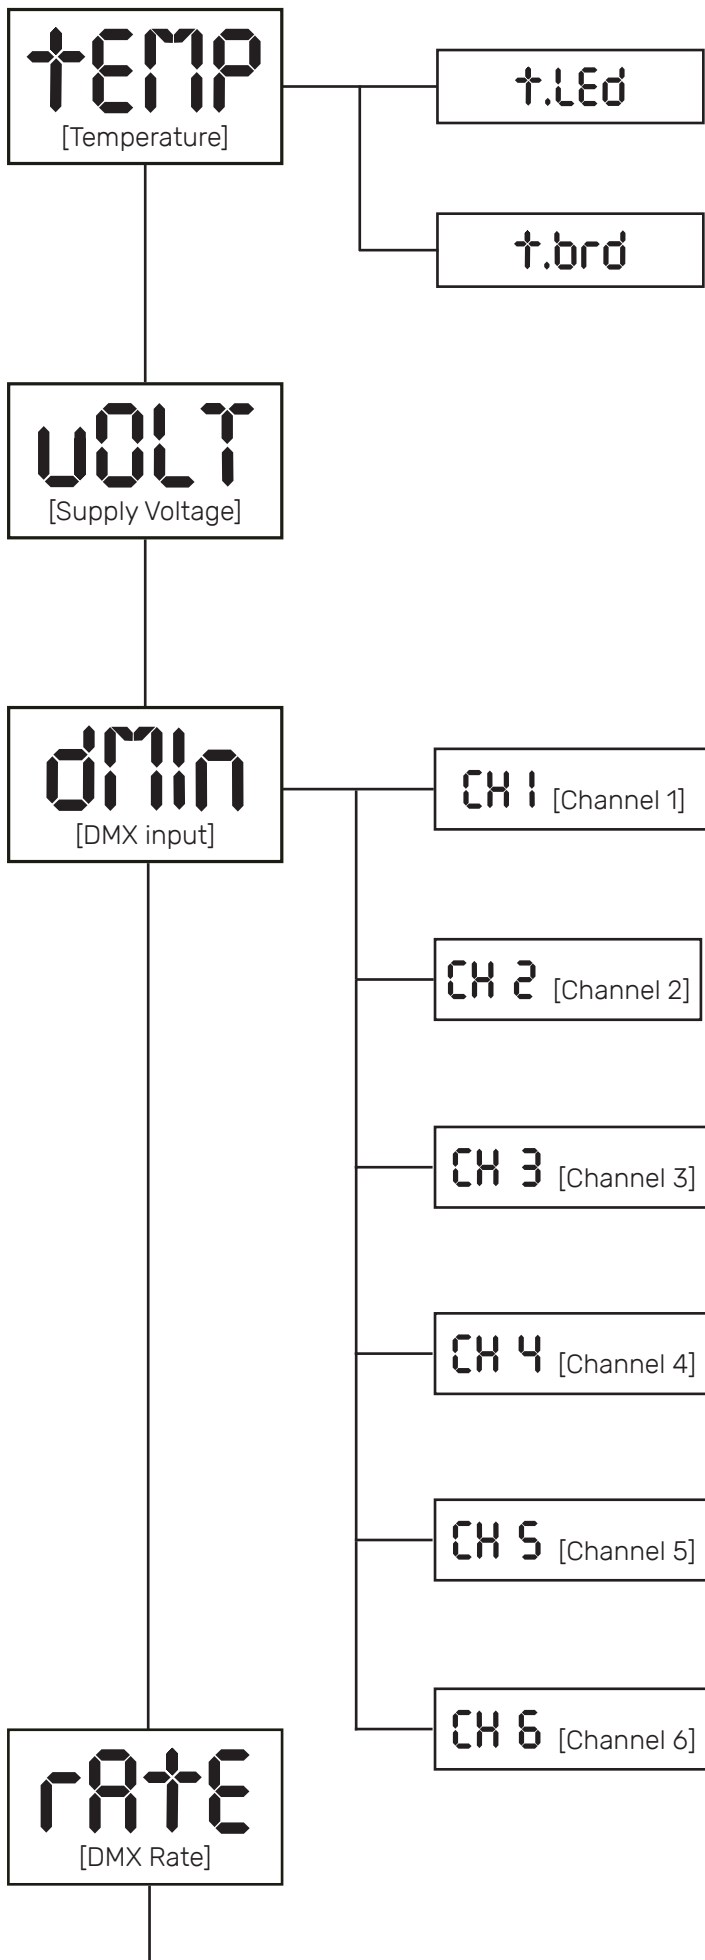 tEMP
[Temperature]
t.LEd
t.brd
vOLT
[Supply Voltage]
dMIn
[DMX input]
CH 1 [Channel 1]
CH 2 [Channel 2]
CH 3 [Channel 3]
CH 4 [Channel 4]
CH 5 [Channel 5]
CH 6 [Channel 6]
rAtE
[DMX Rate]